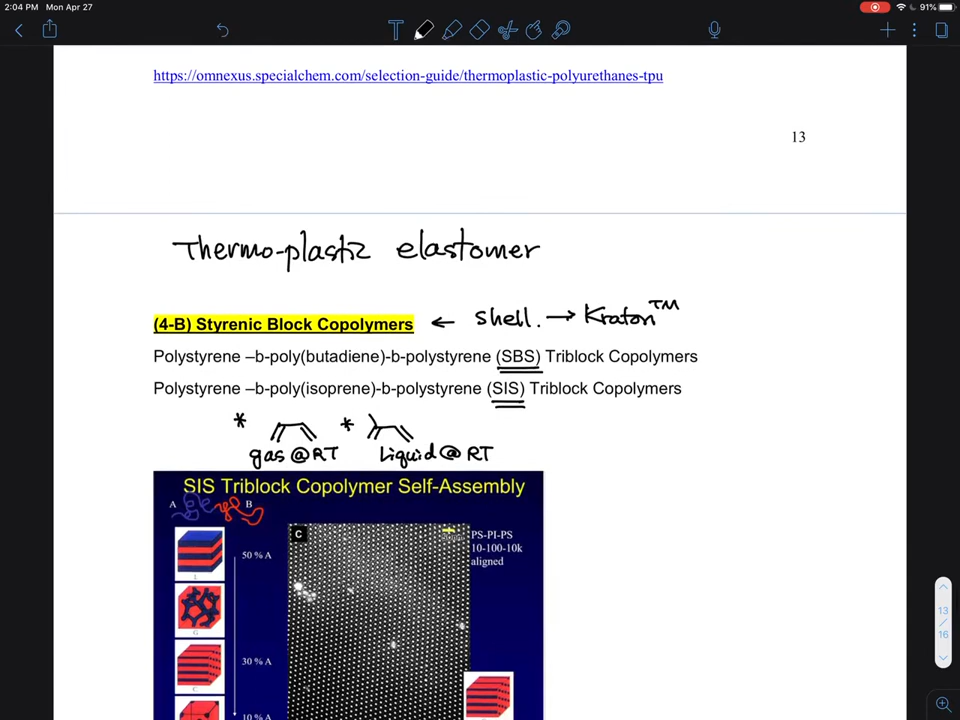 2:04 PM Mon Apr 27
91%
T
https://omnexus.specialchem.com/selection-guide/thermoplastic-polyurethanes-tpu
13
Thermo-plastic elastomer
(4-B) Styrenic Block Copolymers ← Shell. → Kraton™
Polystyrene –b-poly(butadiene)-b-polystyrene (SBS) Triblock Copolymers
Polystyrene –b-poly(isoprene)-b-polystyrene (SIS) Triblock Copolymers
* *
gas @ RT Liquid @ RT
SIS Triblock Copolymer Self-Assembly
A B
C
PS-PI-PS
10-100-10k
aligned
L
50 % A
G
30 % A
C
10 % A
13
/
16